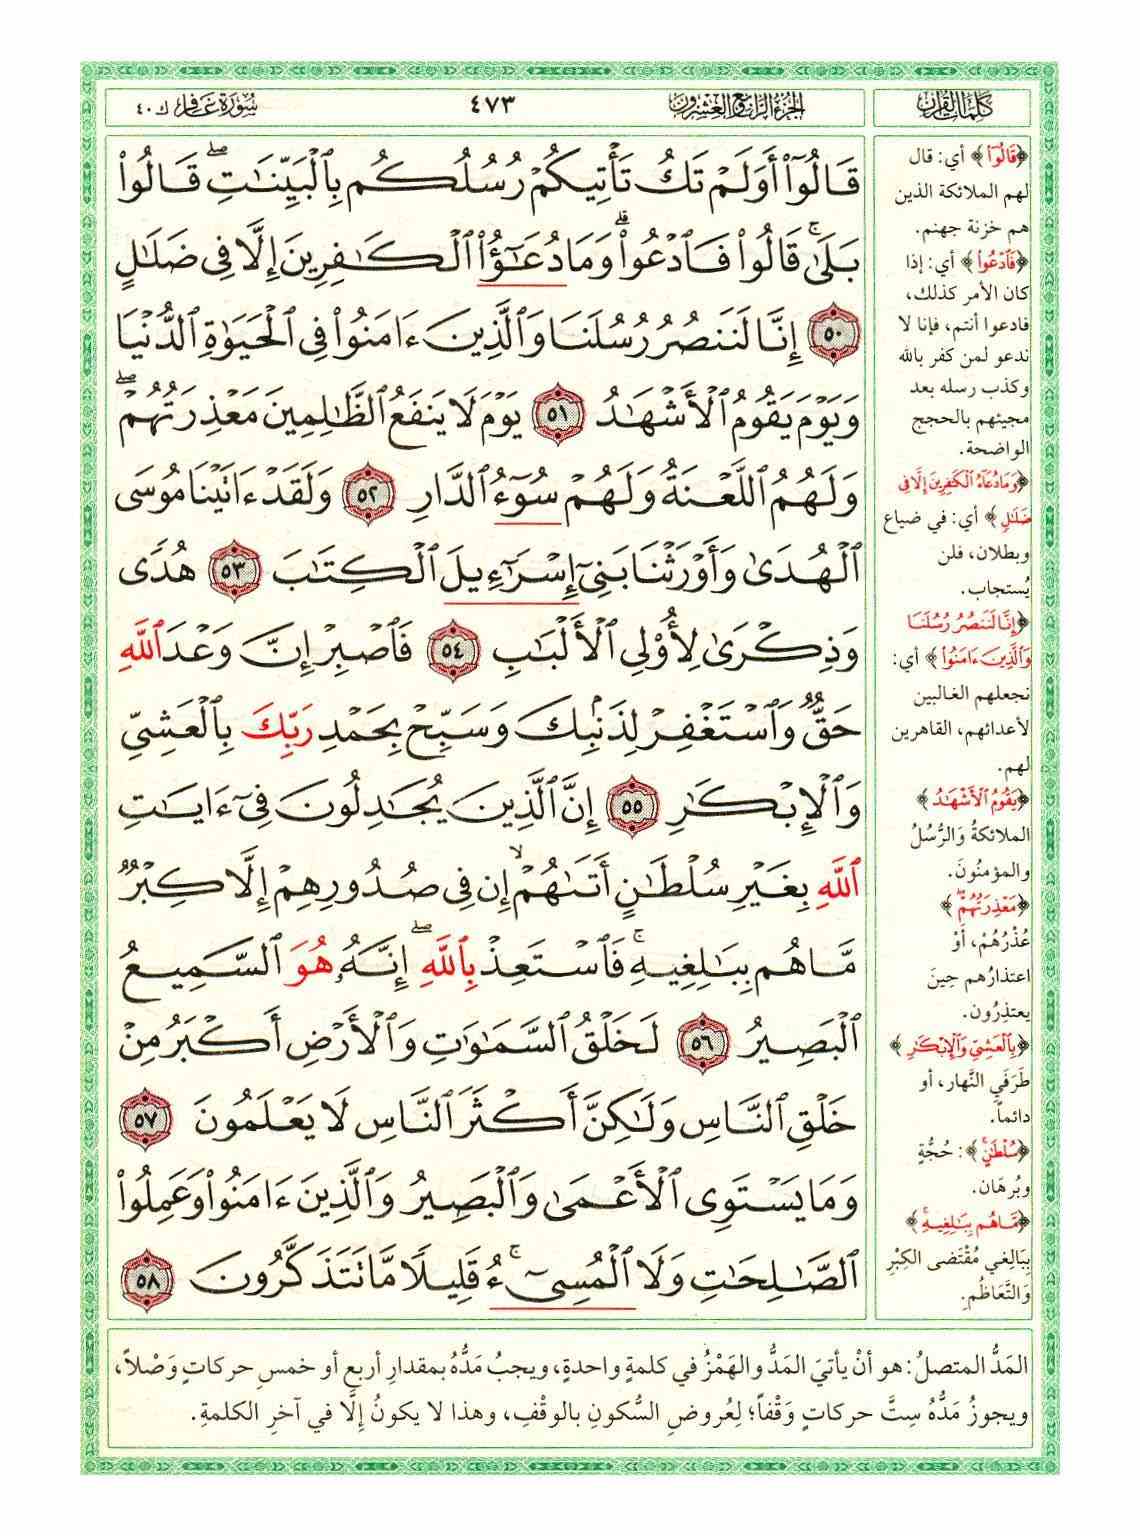 كلمات القرآن
الجزء الرابع والعشرون
٤٧٣
سورة غافر ك ٤٠
قَالُوٓا۟ أَوَلَمْ تَكُ تَأْتِيكُمْ رُسُلُكُم بِٱلْبَيِّنَـٰتِ ۖ قَالُوا۟
بَلَىٰ ۚ قَالُوا۟ فَٱدْعُوا۟ ۗ وَمَا دُعَـٰٓؤُا۟ ٱلْكَـٰفِرِينَ إِلَّا فِى ضَلَـٰلٍ
٥٠ إِنَّا لَنَنصُرُ رُسُلَنَا وَٱلَّذِينَ ءَامَنُوا۟ فِى ٱلْحَيَوٰةِ ٱلدُّنْيَا
وَيَوْمَ يَقُومُ ٱلْأَشْهَـٰدُ ٥١ يَوْمَ لَا يَنفَعُ ٱلظَّـٰلِمِينَ مَعْذِرَتُهُمْ ۖ
وَلَهُمُ ٱللَّعْنَةُ وَلَهُمْ سُوٓءُ ٱلدَّارِ ٥٢ وَلَقَدْ ءَاتَيْنَا مُوسَى
ٱلْهُدَىٰ وَأَوْرَثْنَا بَنِىٓ إِسْرَٰٓءِيلَ ٱلْكِتَـٰبَ ٥٣ هُدًى
وَذِكْرَىٰ لِأُو۟لِى ٱلْأَلْبَـٰبِ ٥٤ فَٱصْبِرْ إِنَّ وَعْدَ ٱللَّهِ
حَقٌّ وَٱسْتَغْفِرْ لِذَنۢبِكَ وَسَبِّحْ بِحَمْدِ رَبِّكَ بِٱلْعَشِىِّ
وَٱلْإِبْكَـٰرِ ٥٥ إِنَّ ٱلَّذِينَ يُجَـٰدِلُونَ فِىٓ ءَايَـٰتِ
ٱللَّهِ بِغَيْرِ سُلْطَـٰنٍ أَتَىٰهُمْ ۙ إِن فِى صُدُورِهِمْ إِلَّا كِبْرٌ
مَّا هُم بِبَـٰلِغِيهِ ۚ فَٱسْتَعِذْ بِٱللَّهِ ۖ إِنَّهُۥ هُوَ ٱلسَّمِيعُ
ٱلْبَصِيرُ ٥٦ لَخَلْقُ ٱلسَّمَـٰوَٰتِ وَٱلْأَرْضِ أَكْبَرُ مِنْ
خَلْقِ ٱلنَّاسِ وَلَـٰكِنَّ أَكْثَرَ ٱلنَّاسِ لَا يَعْلَمُونَ ٥٧
وَمَا يَسْتَوِى ٱلْأَعْمَىٰ وَٱلْبَصِيرُ وَٱلَّذِينَ ءَامَنُوا۟ وَعَمِلُوا۟
ٱلصَّـٰلِحَـٰتِ وَلَا ٱلْمُسِىٓءُ ۚ قَلِيلًا مَّا تَتَذَكَّرُونَ ٥٨
﴿قَالُوٓا۟﴾ أي: قال
لهم الملائكة الذين
هم خزنة جهنم.
﴿فَٱدْعُوا۟﴾ أي: إذا
كان الأمر كذلك،
فادعوا أنتم، فإنا لا
ندعو لمن كفر بالله
وكذب رسله بعد
مجيئهم بالحجج
الواضحة.
﴿وَمَا دُعَـٰٓؤُا۟ ٱلْكَـٰفِرِينَ إِلَّا فِى
ضَلَـٰلٍ﴾ أي: في ضياع
وبطلان، فلن
يُستجاب.
﴿إِنَّا لَنَنصُرُ رُسُلَنَا
وَٱلَّذِينَ ءَامَنُوا۟﴾ أي:
نجعلهم الغالبين
لأعدائهم، القاهرين
لهم.
﴿يَقُومُ ٱلْأَشْهَـٰدُ﴾
الملائكةُ وَالرُّسُلُ
والمؤمنُونَ.
﴿مَعْذِرَتُهُمْ ۖ﴾
عُذْرُهُمْ، أَوْ
اعتذارُهم حِينَ
يعتذِرُون.
﴿بِٱلْعَشِىِّ وَٱلْإِبْكَـٰرِ﴾
طَرَفَيِ النَّهار، أو
دائماً.
﴿سُلْطَـٰنٍ﴾: حُجَّةٍ
وبُرهَان.
﴿مَّا هُم بِبَـٰلِغِيهِ ۚ﴾
بِبَالِغِي مُقْتَضى الكِبْرِ
وَالتَّعَاظُمِ.
المَدُّ المتصلُ: هو أنْ يأتيَ المَدُّ والهَمْزُ في كلمةٍ واحدةٍ، ويجبُ مَدُّهُ بمقدارِ أربعِ أو خمسِ حركاتٍ وَصْلاً،
ويجوزُ مَدُّهُ سِتَّ حركاتٍ وَقْفاً؛ لِعُروضِ السُّكونِ بالوقْفِ، وهذا لا يكونُ إلَّا في آخرِ الكلمةِ.